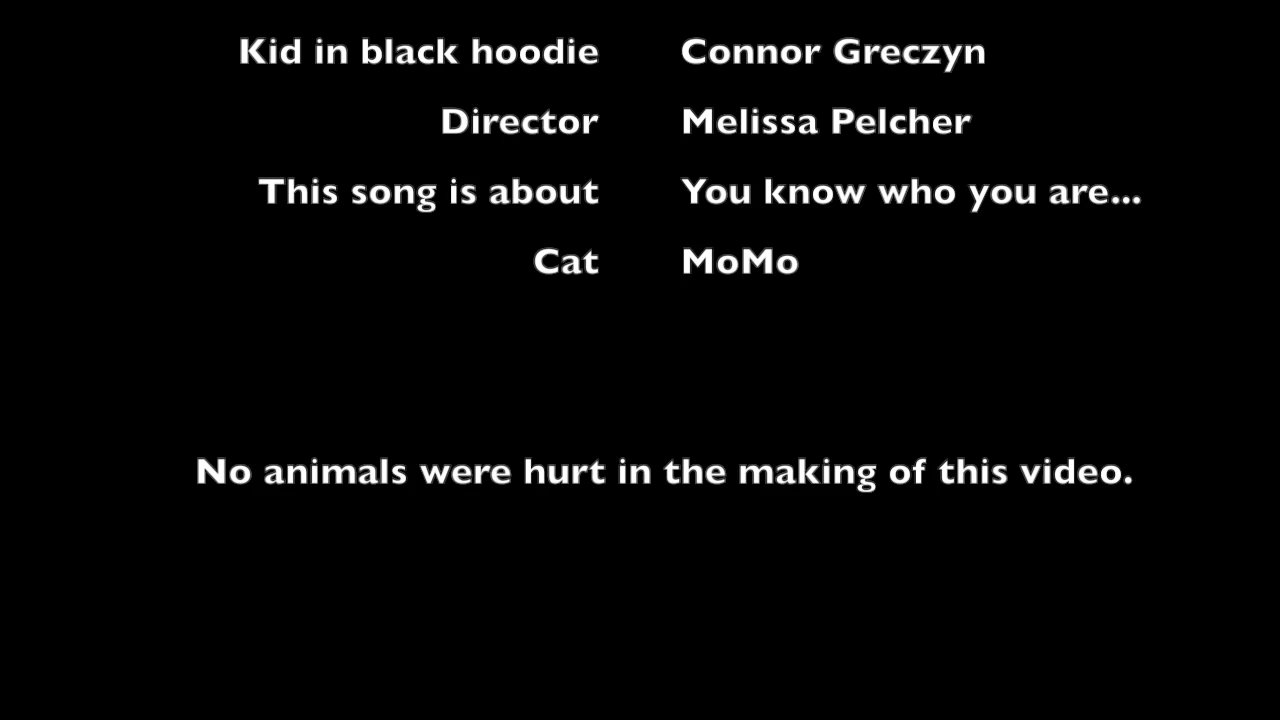 Kid in black hoodie Connor Greczyn
Director Melissa Pelcher
This song is about You know who you are...
Cat MoMo
No animals were hurt in the making of this video.